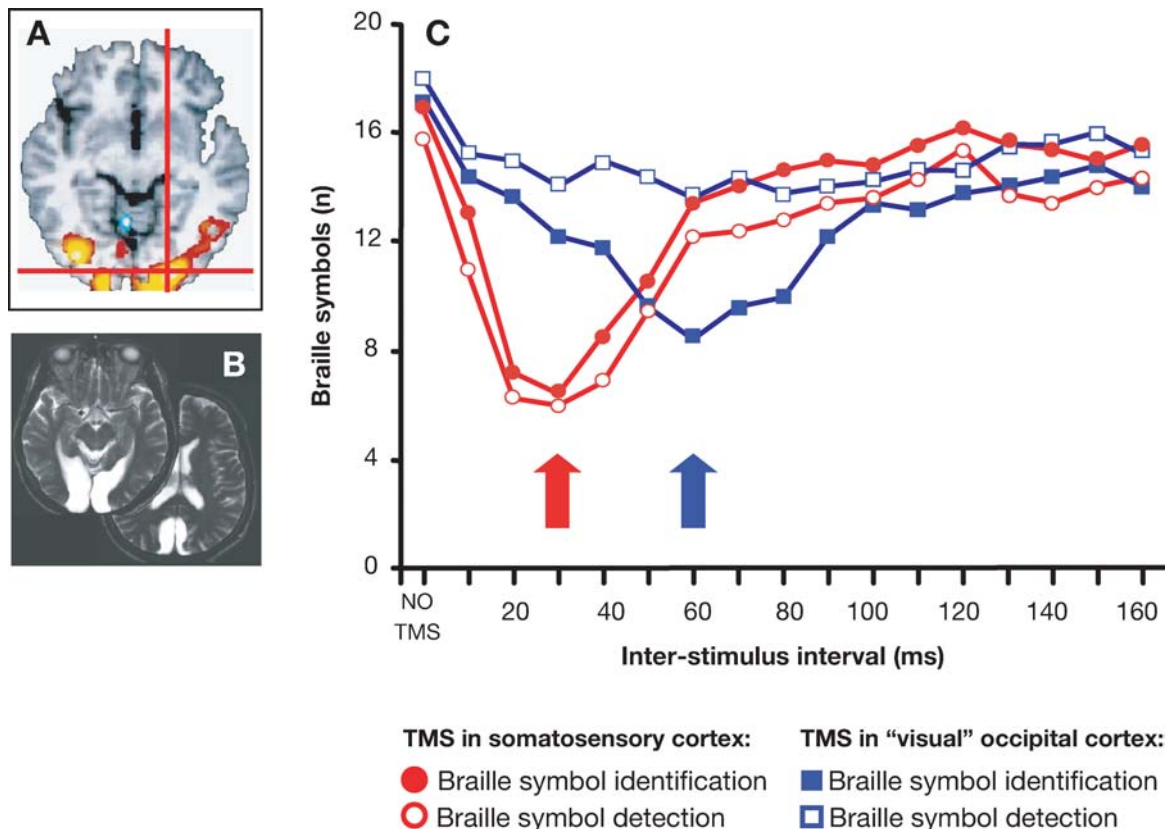 A
B
C
20
16
12
8
4
0
Braille symbols (n)
NO
TMS
20 40 60 80 100 120 140 160
Inter-stimulus interval (ms)
TMS in somatosensory cortex:
Braille symbol identification
Braille symbol detection
TMS in “visual” occipital cortex:
Braille symbol identification
Braille symbol detection